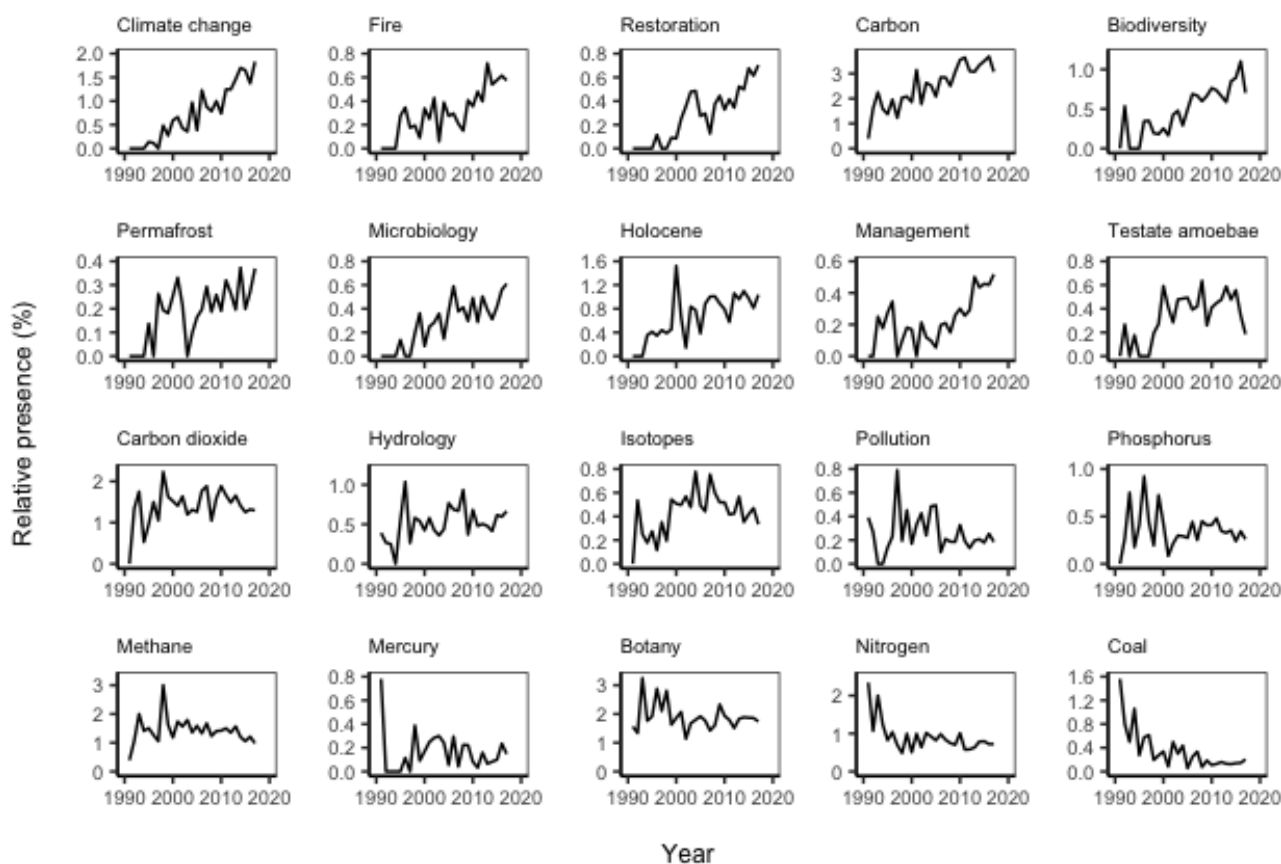 Climate change Fire Restoration Carbon Biodiversity
2.0 0.8 0.8 3 1.0
1.5 0.6 0.6 2 0.5
1.0 0.4 0.4 1 0.0
0.5 0.2 0.2 0
0.0 0.0 0.0
1990 2000 2010 2020 1990 2000 2010 2020 1990 2000 2010 2020 1990 2000 2010 2020 1990 2000 2010 2020
Permafrost Microbiology Holocene Management Testate amoebae
0.4 0.8 1.6 0.6 0.8
0.3 0.6 1.2 0.4 0.6
0.2 0.4 0.8 0.2 0.4
0.1 0.2 0.4 0.0 0.2
0.0 0.0 0.0 0.0
1990 2000 2010 2020 1990 2000 2010 2020 1990 2000 2010 2020 1990 2000 2010 2020 1990 2000 2010 2020
Relative presence (%)
Carbon dioxide Hydrology Isotopes Pollution Phosphorus
2 1.0 0.8 0.8 1.0
1 0.5 0.6 0.6 0.5
0 0.0 0.4 0.4 0.0
0.2 0.2
0.0 0.0
1990 2000 2010 2020 1990 2000 2010 2020 1990 2000 2010 2020 1990 2000 2010 2020 1990 2000 2010 2020
Methane Mercury Botany Nitrogen Coal
3 0.8 3 2 1.6
2 0.6 2 1 1.2
1 0.4 1 0 0.8
0 0.2 0 0.4
0.0 0.0
1990 2000 2010 2020 1990 2000 2010 2020 1990 2000 2010 2020 1990 2000 2010 2020 1990 2000 2010 2020
Year